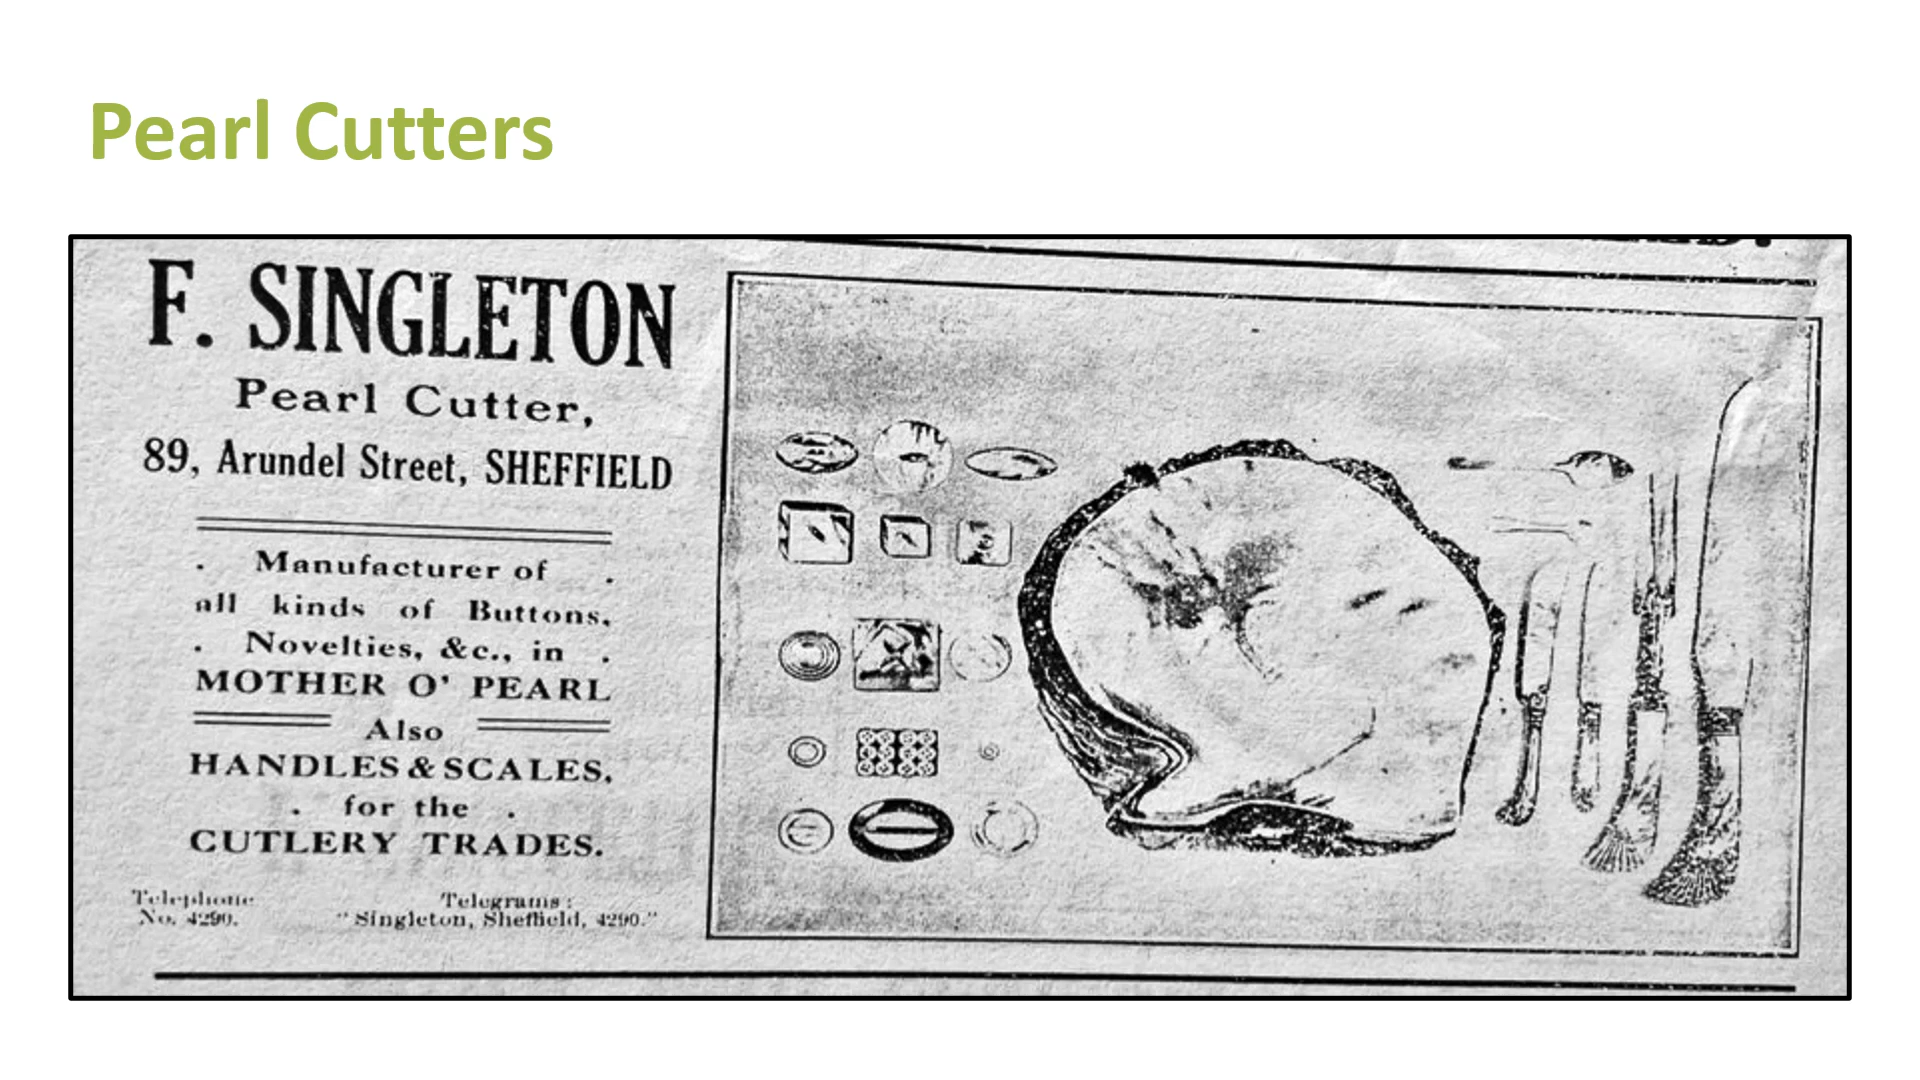 Pearl Cutters
F. SINGLETON
Pearl Cutter,
89, Arundel Street, SHEFFIELD
. Manufacturer of .
all kinds of Buttons,
. Novelties, &c., in .
MOTHER O' PEARL
Also
HANDLES & SCALES,
. for the .
CUTLERY TRADES.
Telephone
No. 4290.
Telegrams :
"Singleton, Sheffield, 4290."